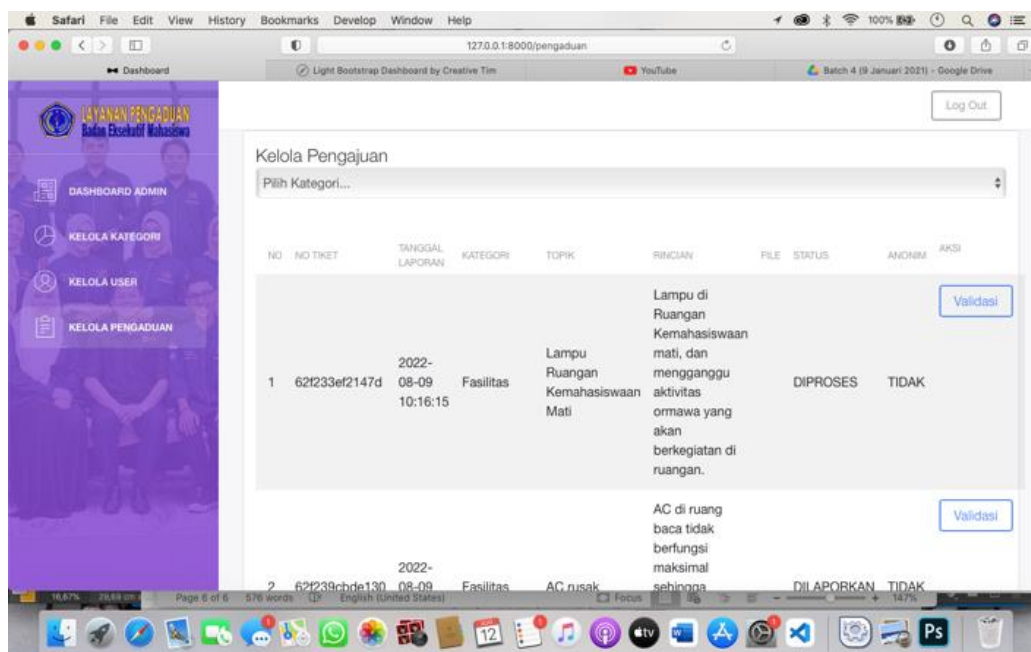 Safari File Edit View History Bookmarks Develop Window Help 100%
127.0.0.1:8000/pengaduan
Dashboard
Light Bootstrap Dashboard by Creative Tim
YouTube
Batch 4 (9 Januari 2021) - Google Drive
LAYANAN PENGADUAN
Badan Eksekutif Mahasiswa
Log Out
DASHBOARD ADMIN
KELOLA KATEGORI
KELOLA USER
KELOLA PENGADUAN
Kelola Pengajuan
Pilih Kategori...
NO NO TIKET TANGGAL LAPORAN KATEGORI TOPIK RINCIAN FILE STATUS ANONIM AKSI
1
62f233ef2147d
2022-
08-09
10:16:15
Fasilitas
Lampu
Ruangan
Kemahasiswaan
Mati
Lampu di
Ruangan
Kemahasiswaan
mati, dan
mengganggu
aktivitas
ormawa yang
akan
berkegiatan di
ruangan.
DIPROSES
TIDAK
Validasi
2
62f239cbde130
2022-
08-09
Fasilitas
AC rusak
AC di ruang
baca tidak
berfungsi
maksimal
sehingga
DILAPORKAN
TIDAK
Validasi
16,67% Page 6 of 6 576 words English (United States) Focus 147%
12
tv
Ps